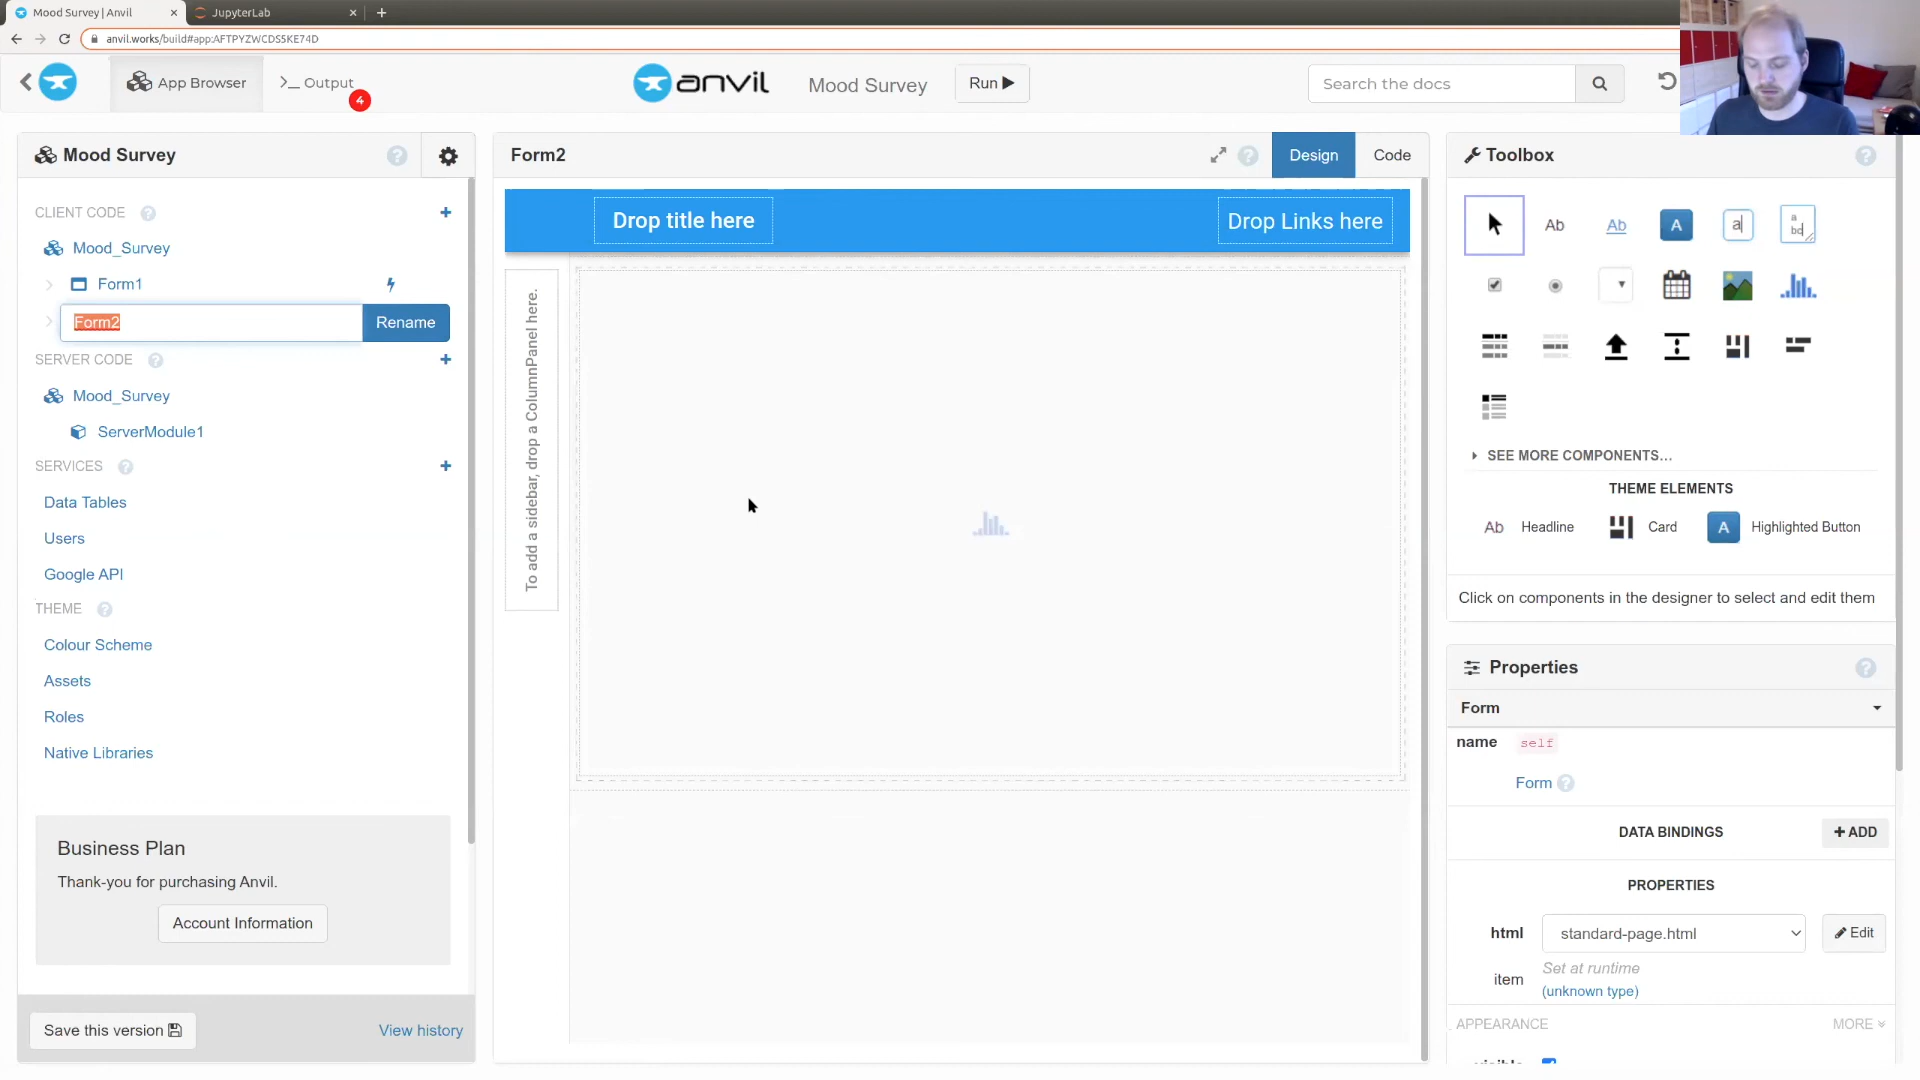 Mood Survey | Anvil
JupyterLab
anvil.works/build#app:AFTPYZWCDS5KE74D
App Browser
>_ Output
4
anvil
Mood Survey
Run
Search the docs
Mood Survey
CLIENT CODE
Mood_Survey
Form1
Form2
Rename
SERVER CODE
Mood_Survey
ServerModule1
SERVICES
Data Tables
Users
Google API
THEME
Colour Scheme
Assets
Roles
Native Libraries
Business Plan
Thank-you for purchasing Anvil.
Account Information
Save this version
View history
Form2
Design
Code
Drop title here
Drop Links here
To add a sidebar, drop a ColumnPanel here.
Toolbox
Ab
Ab
A
a
a
bc
SEE MORE COMPONENTS...
THEME ELEMENTS
Ab Headline
Card
A Highlighted Button
Click on components in the designer to select and edit them
Properties
Form
name self
Form
DATA BINDINGS
+ ADD
PROPERTIES
html standard-page.html
Edit
item
Set at runtime
(unknown type)
APPEARANCE
MORE
visible